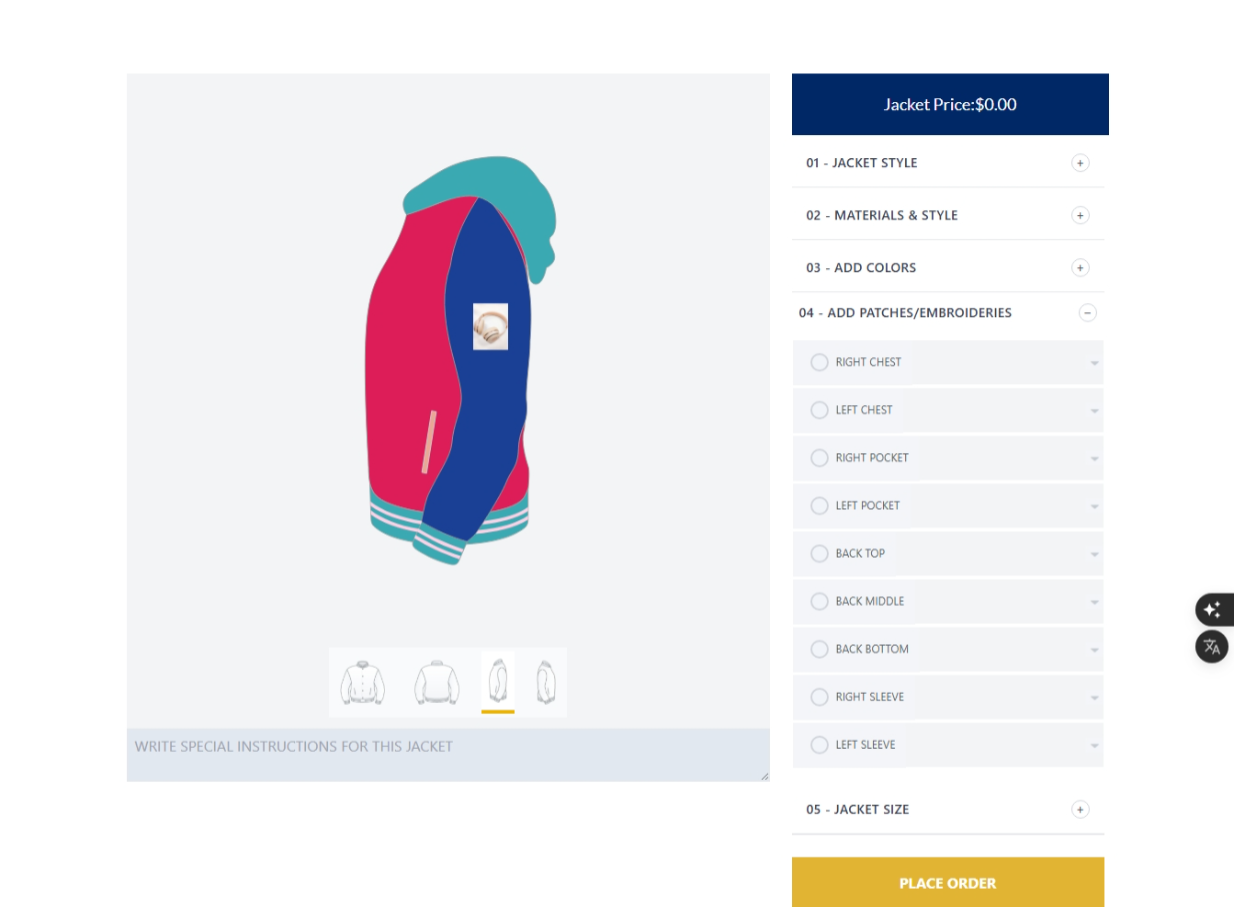 Jacket Price:$0.00
01 - JACKET STYLE
02 - MATERIALS & STYLE
03 - ADD COLORS
04 - ADD PATCHES/EMBROIDERIES
RIGHT CHEST
LEFT CHEST
RIGHT POCKET
LEFT POCKET
BACK TOP
BACK MIDDLE
BACK BOTTOM
RIGHT SLEEVE
LEFT SLEEVE
WRITE SPECIAL INSTRUCTIONS FOR THIS JACKET
05 - JACKET SIZE
PLACE ORDER